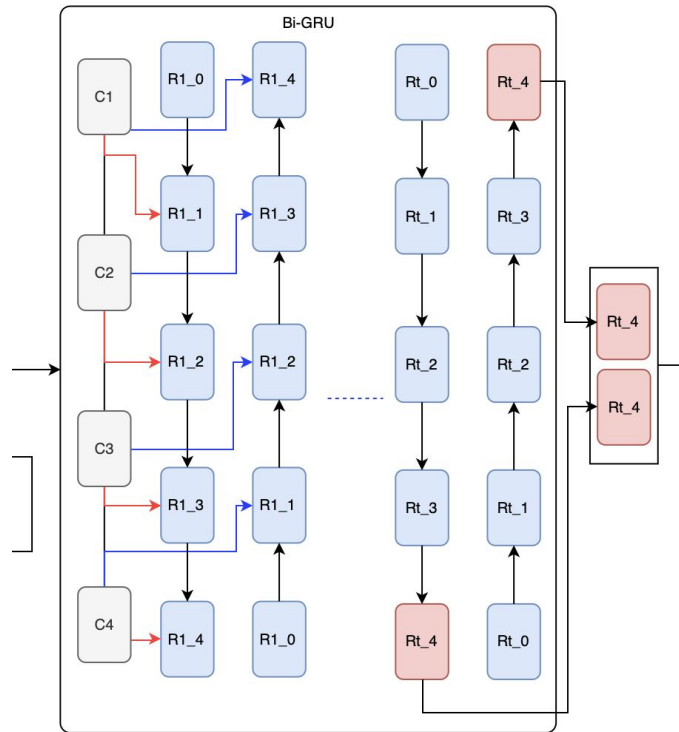 Bi-GRU
C1
R1_0
R1_4
Rt_0
Rt_4
R1_1
R1_3
Rt_1
Rt_3
C2
Rt_4
R1_2
R1_2
Rt_2
Rt_2
Rt_4
C3
R1_3
R1_1
Rt_3
Rt_1
C4
R1_4
R1_0
Rt_4
Rt_0